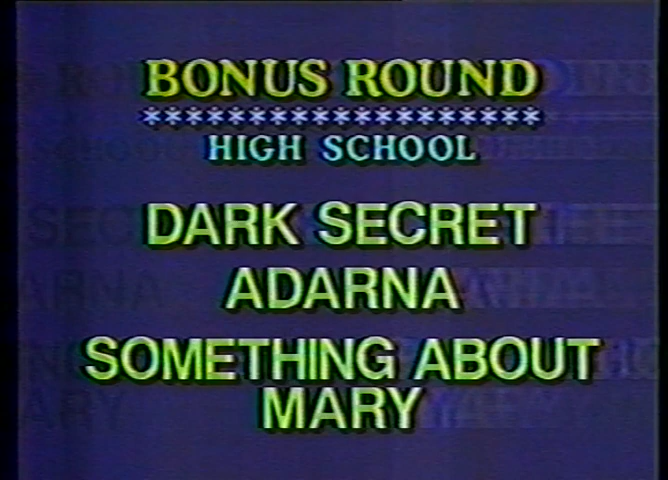 BONUS ROUND
********************
HIGH SCHOOL
DARK SECRET
ADARNA
SOMETHING ABOUT
MARY